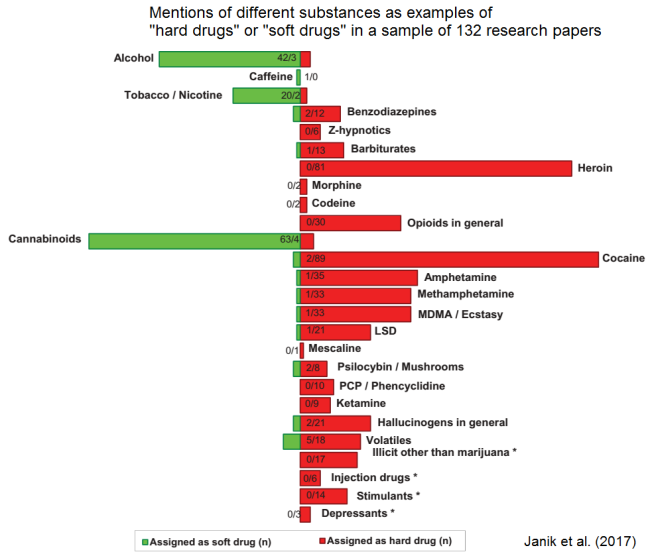 Mentions of different substances as examples of
"hard drugs" or "soft drugs" in a sample of 132 research papers
Alcohol 42/3
Caffeine 1/0
Tobacco / Nicotine 20/2
2/12 Benzodiazepines
0/6 Z-hypnotics
1/13 Barbiturates
0/81 Heroin
0/2 Morphine
0/2 Codeine
0/30 Opioids in general
Cannabinoids 63/4
2/89 Cocaine
1/35 Amphetamine
1/33 Methamphetamine
1/33 MDMA / Ecstasy
1/21 LSD
0/1 Mescaline
2/8 Psilocybin / Mushrooms
0/10 PCP / Phencyclidine
0/9 Ketamine
2/21 Hallucinogens in general
5/18 Volatiles
0/17 Illicit other than marijuana *
0/6 Injection drugs *
0/14 Stimulants *
0/3 Depressants *
Assigned as soft drug (n) Assigned as hard drug (n)
Janik et al. (2017)